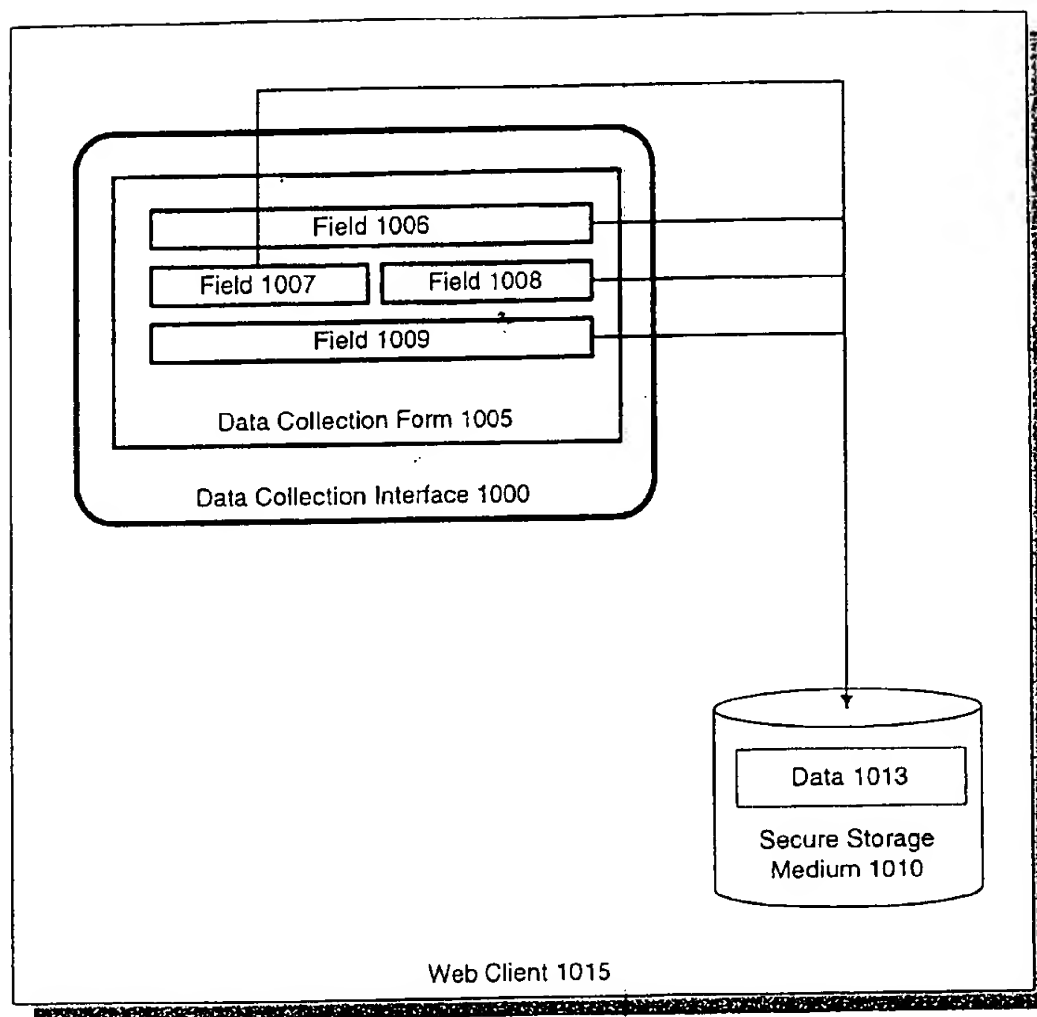 Field 1006
Field 1007
Field 1008
Field 1009
Data Collection Form 1005
Data Collection Interface 1000
Data 1013
Secure Storage
Medium 1010
Web Client 1015